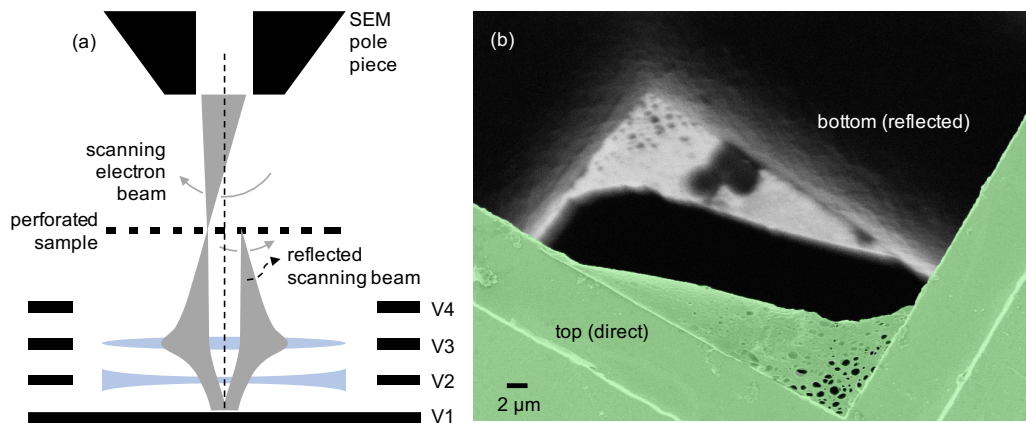 (a)
SEM
pole
piece
scanning
electron
beam
perforated
sample
reflected
scanning beam
V4
V3
V2
V1
(b)
bottom (reflected)
top (direct)
2 µm